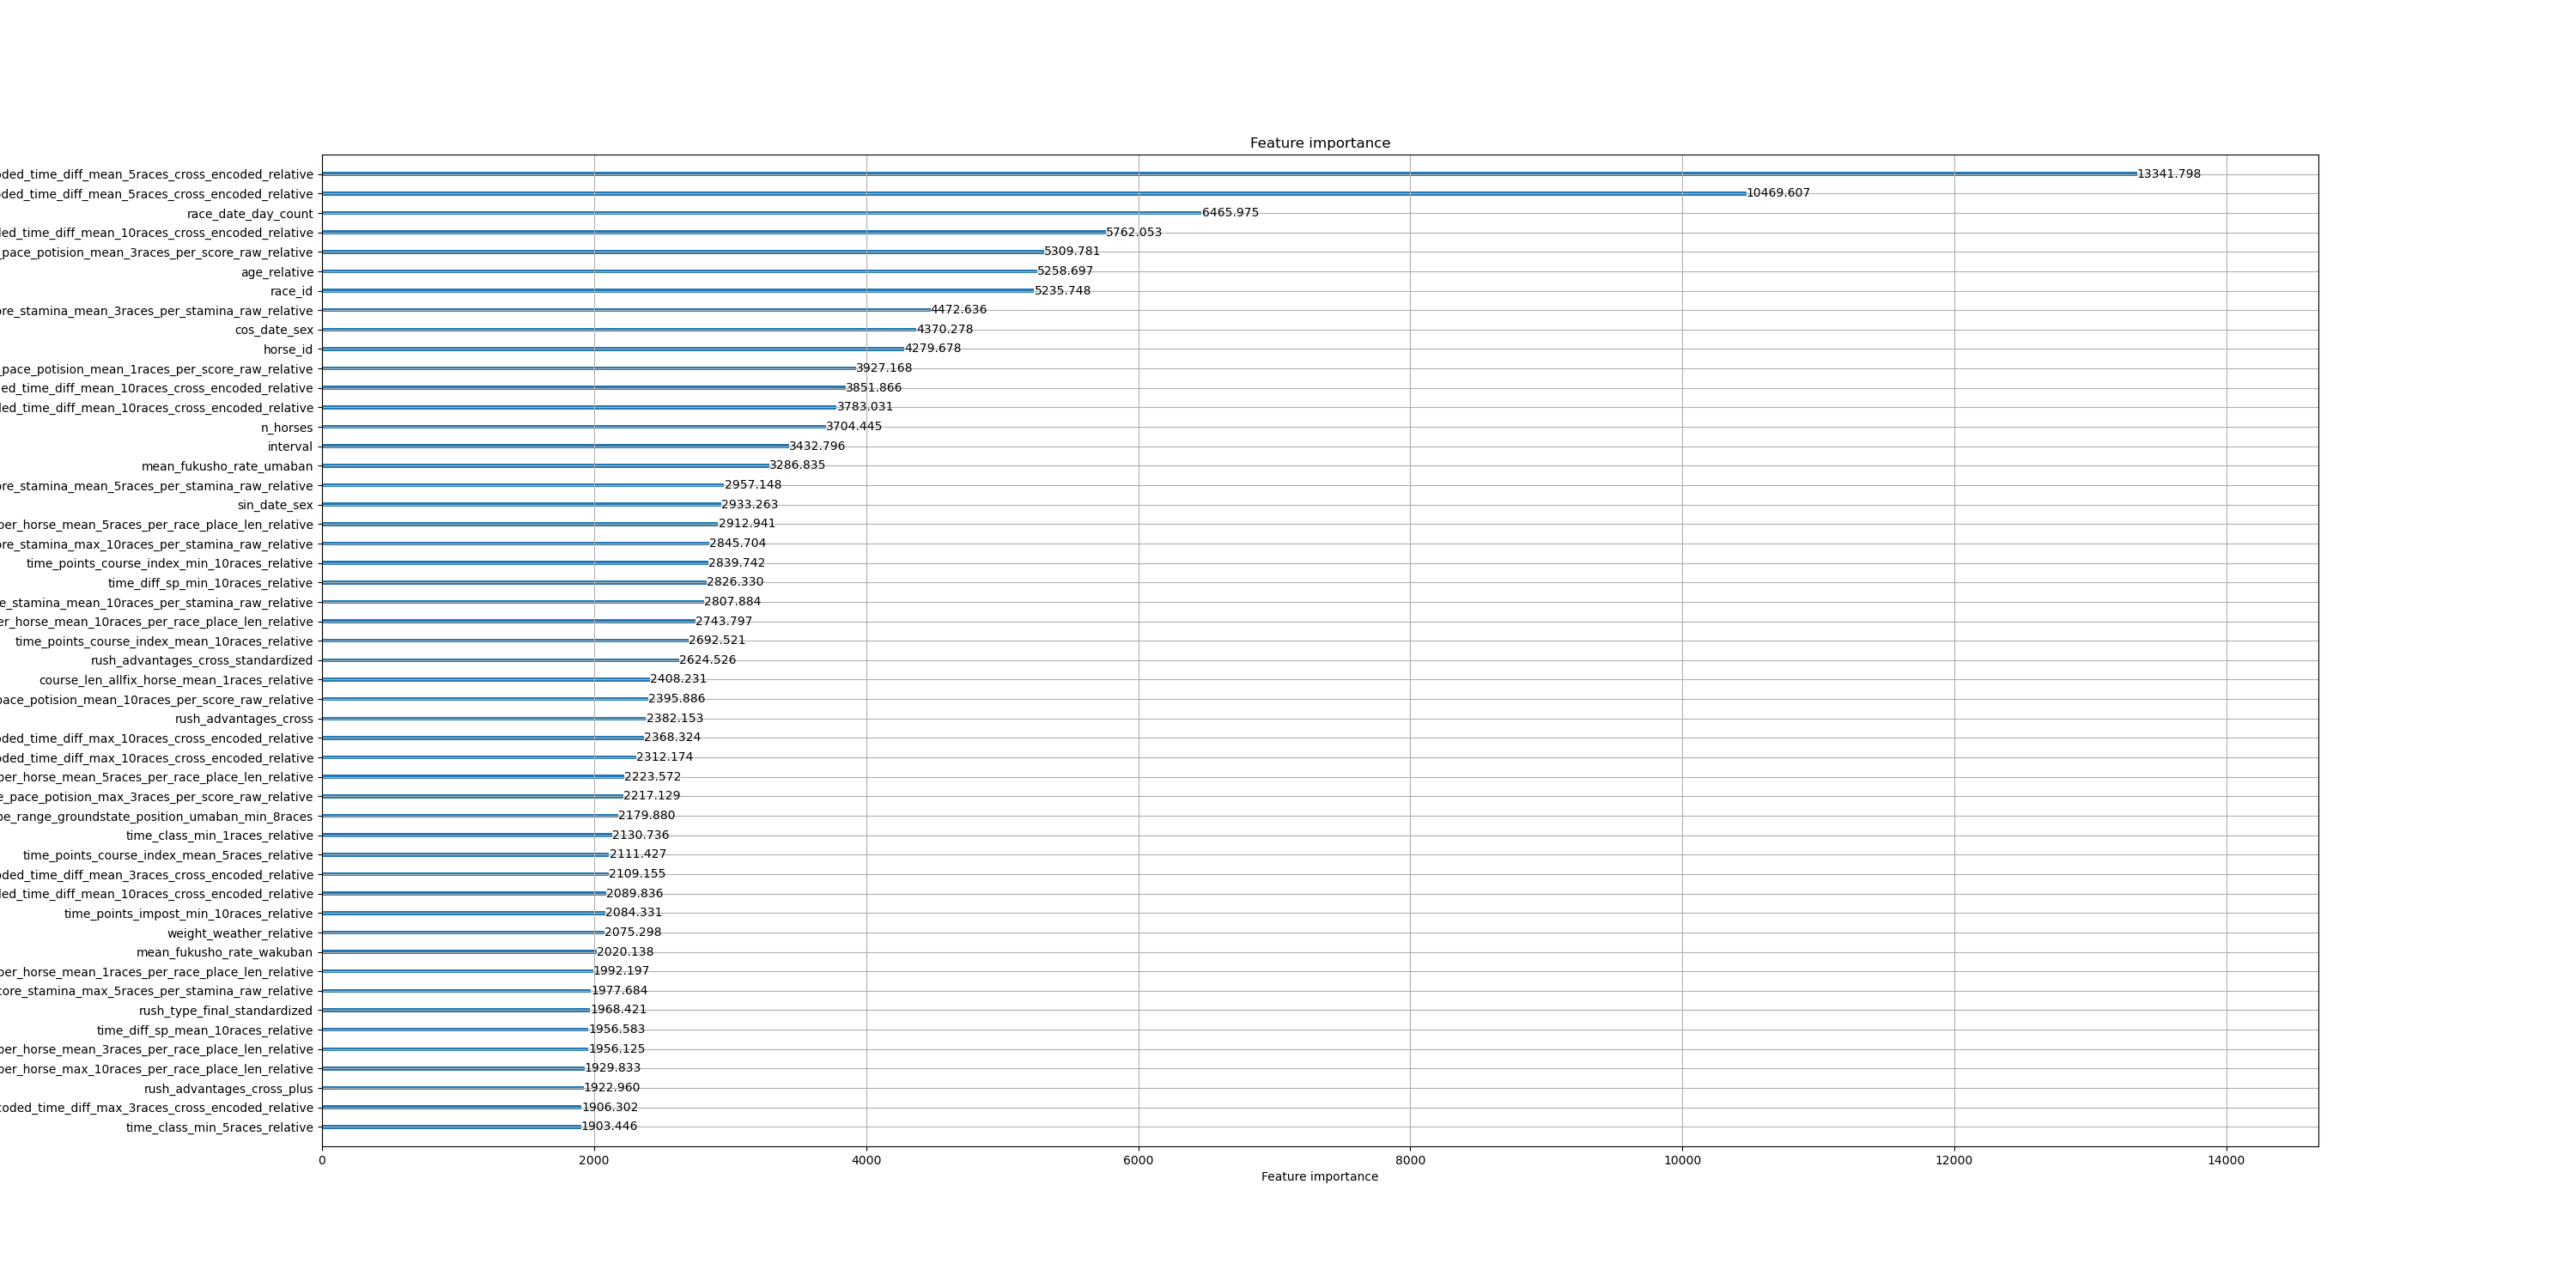 Feature importance
oded_time_diff_mean_5races_cross_encoded_relative 13341.798
oded_time_diff_mean_5races_cross_encoded_relative 10469.607
race_date_day_count 6465.975
led_time_diff_mean_10races_cross_encoded_relative 5762.053
_pace_potision_mean_3races_per_score_raw_relative 5309.781
age_relative 5258.697
race_id 5235.748
ore_stamina_mean_3races_per_stamina_raw_relative 4472.636
cos_date_sex 4370.278
horse_id 4279.678
_pace_potision_mean_1races_per_score_raw_relative 3927.168
ed_time_diff_mean_10races_cross_encoded_relative 3851.866
led_time_diff_mean_10races_cross_encoded_relative 3783.031
n_horses 3704.445
interval 3432.796
mean_fukusho_rate_umaban 3286.835
ore_stamina_mean_5races_per_stamina_raw_relative 2957.148
sin_date_sex 2933.263
per_horse_mean_5races_per_race_place_len_relative 2912.941
ore_stamina_max_10races_per_stamina_raw_relative 2845.704
time_points_course_index_min_10races_relative 2839.742
time_diff_sp_min_10races_relative 2826.330
e_stamina_mean_10races_per_stamina_raw_relative 2807.884
er_horse_mean_10races_per_race_place_len_relative 2743.797
time_points_course_index_mean_10races_relative 2692.521
rush_advantages_cross_standardized 2624.526
course_len_allfix_horse_mean_1races_relative 2408.231
pace_potision_mean_10races_per_score_raw_relative 2395.886
rush_advantages_cross 2382.153
oded_time_diff_max_10races_cross_encoded_relative 2368.324
oded_time_diff_max_10races_cross_encoded_relative 2312.174
per_horse_mean_5races_per_race_place_len_relative 2223.572
e_pace_potision_max_3races_per_score_raw_relative 2217.129
pe_range_groundstate_position_umaban_min_8races 2179.880
time_class_min_1races_relative 2130.736
time_points_course_index_mean_5races_relative 2111.427
oded_time_diff_mean_3races_cross_encoded_relative 2109.155
led_time_diff_mean_10races_cross_encoded_relative 2089.836
time_points_impost_min_10races_relative 2084.331
weight_weather_relative 2075.298
mean_fukusho_rate_wakuban 2020.138
per_horse_mean_1races_per_race_place_len_relative 1992.197
core_stamina_max_5races_per_stamina_raw_relative 1977.684
rush_type_final_standardized 1968.421
time_diff_sp_mean_10races_relative 1956.583
per_horse_mean_3races_per_race_place_len_relative 1956.125
per_horse_max_10races_per_race_place_len_relative 1929.833
rush_advantages_cross_plus 1922.960
coded_time_diff_max_3races_cross_encoded_relative 1906.302
time_class_min_5races_relative 1903.446
0 2000 4000 6000 8000 10000 12000 14000
Feature importance